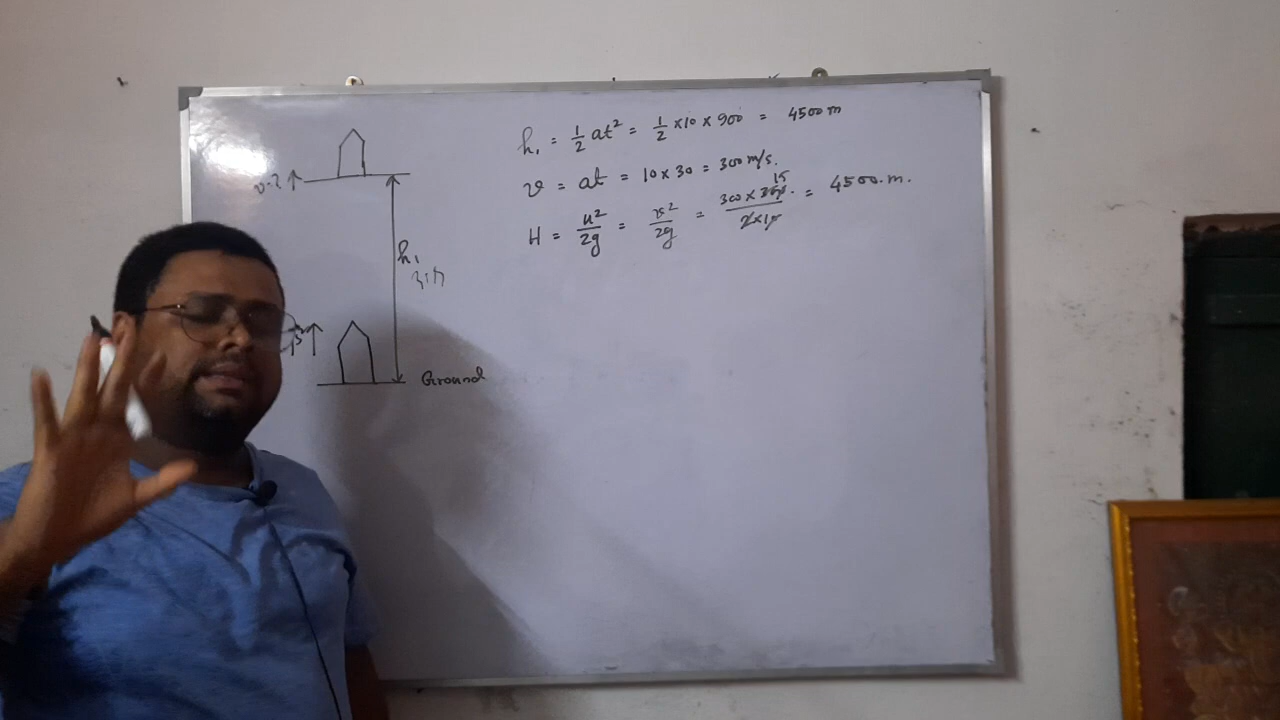 h₁ = 1/2 at² = 1/2 × 10 × 900 = 4500 m
v = at = 10 × 30 = 300 m/s.
H = u²/2g = v²/2g = 300 × 300/2×10 = 4500 m.
15
v=? ↑
h₁
Ground